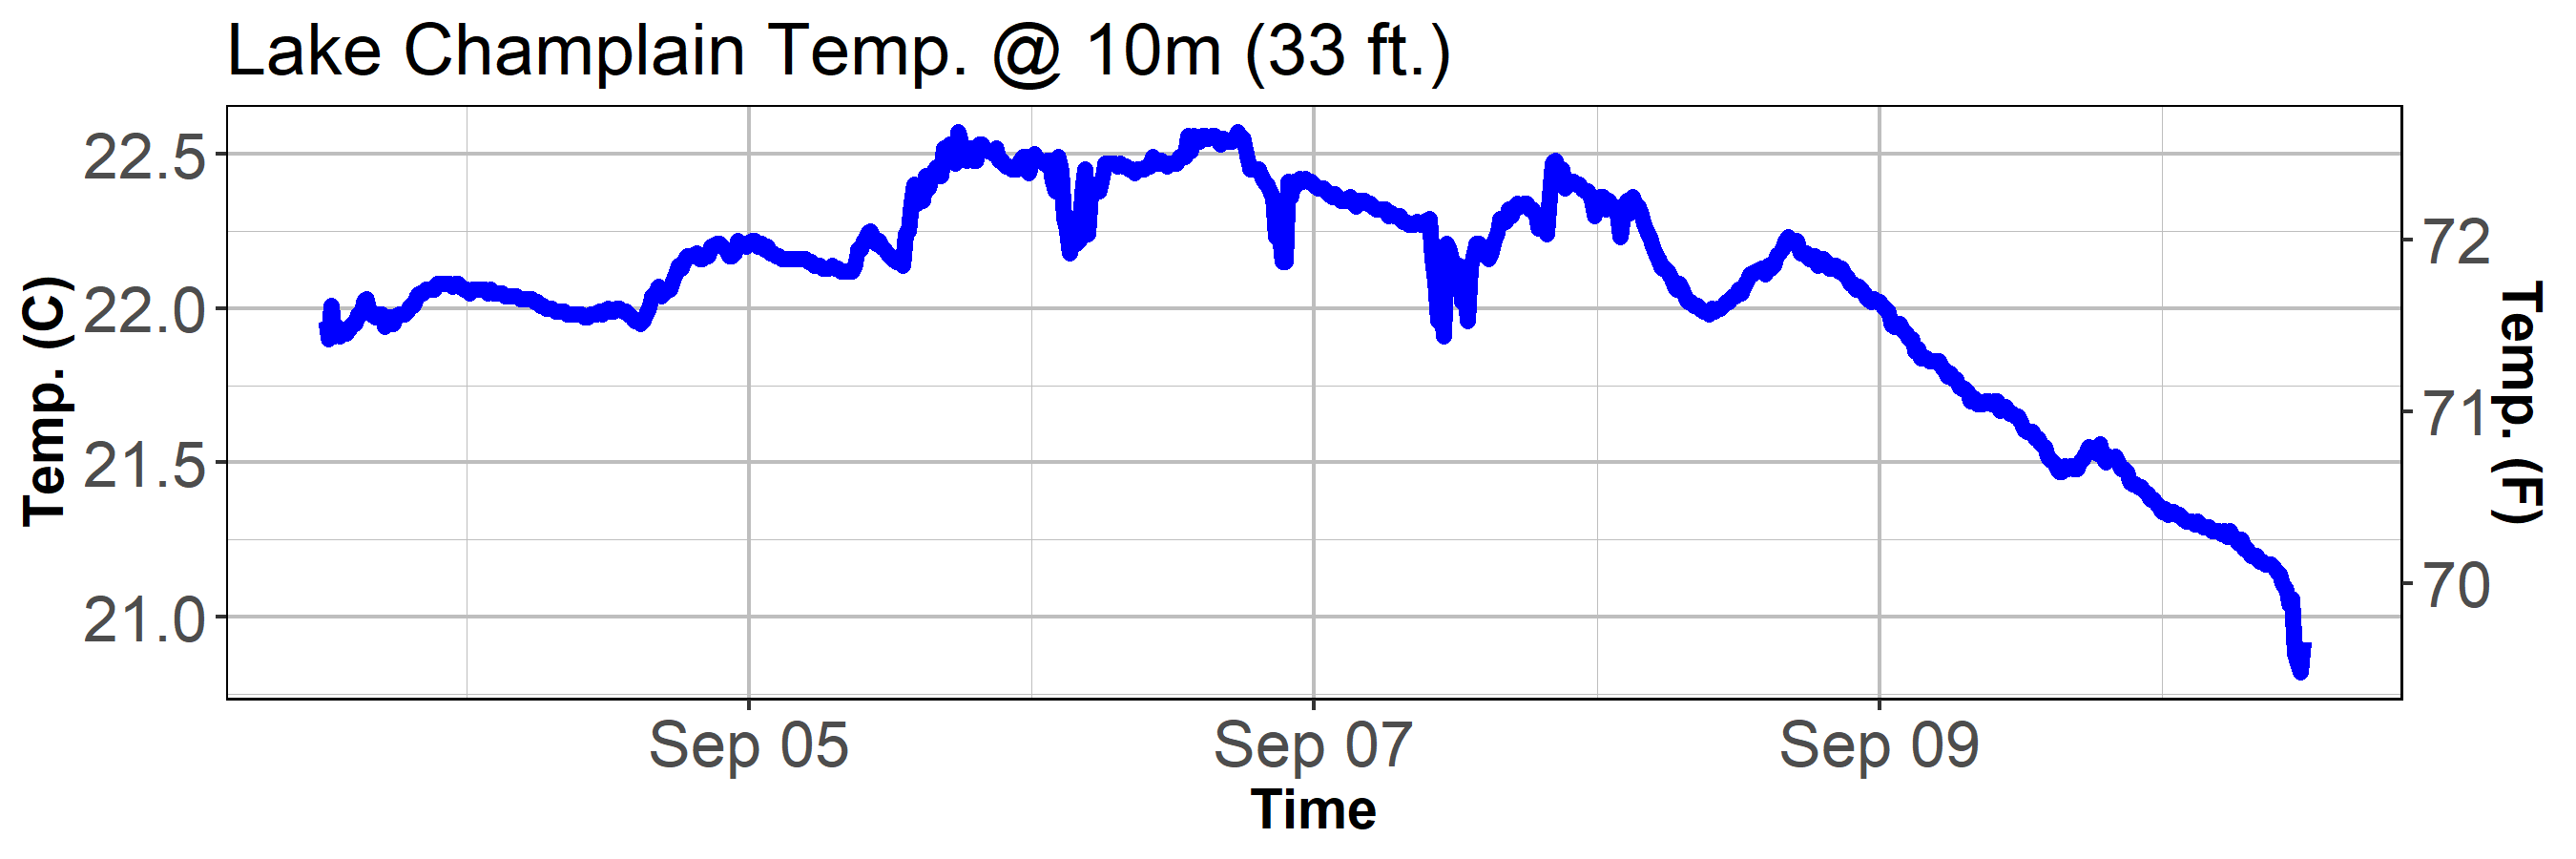 Lake Champlain Temp. @ 10m (33 ft.)
Temp. (C)
22.5
22.0
21.5
21.0
72
71
70
Temp. (F)
Sep 05
Sep 07
Sep 09
Time